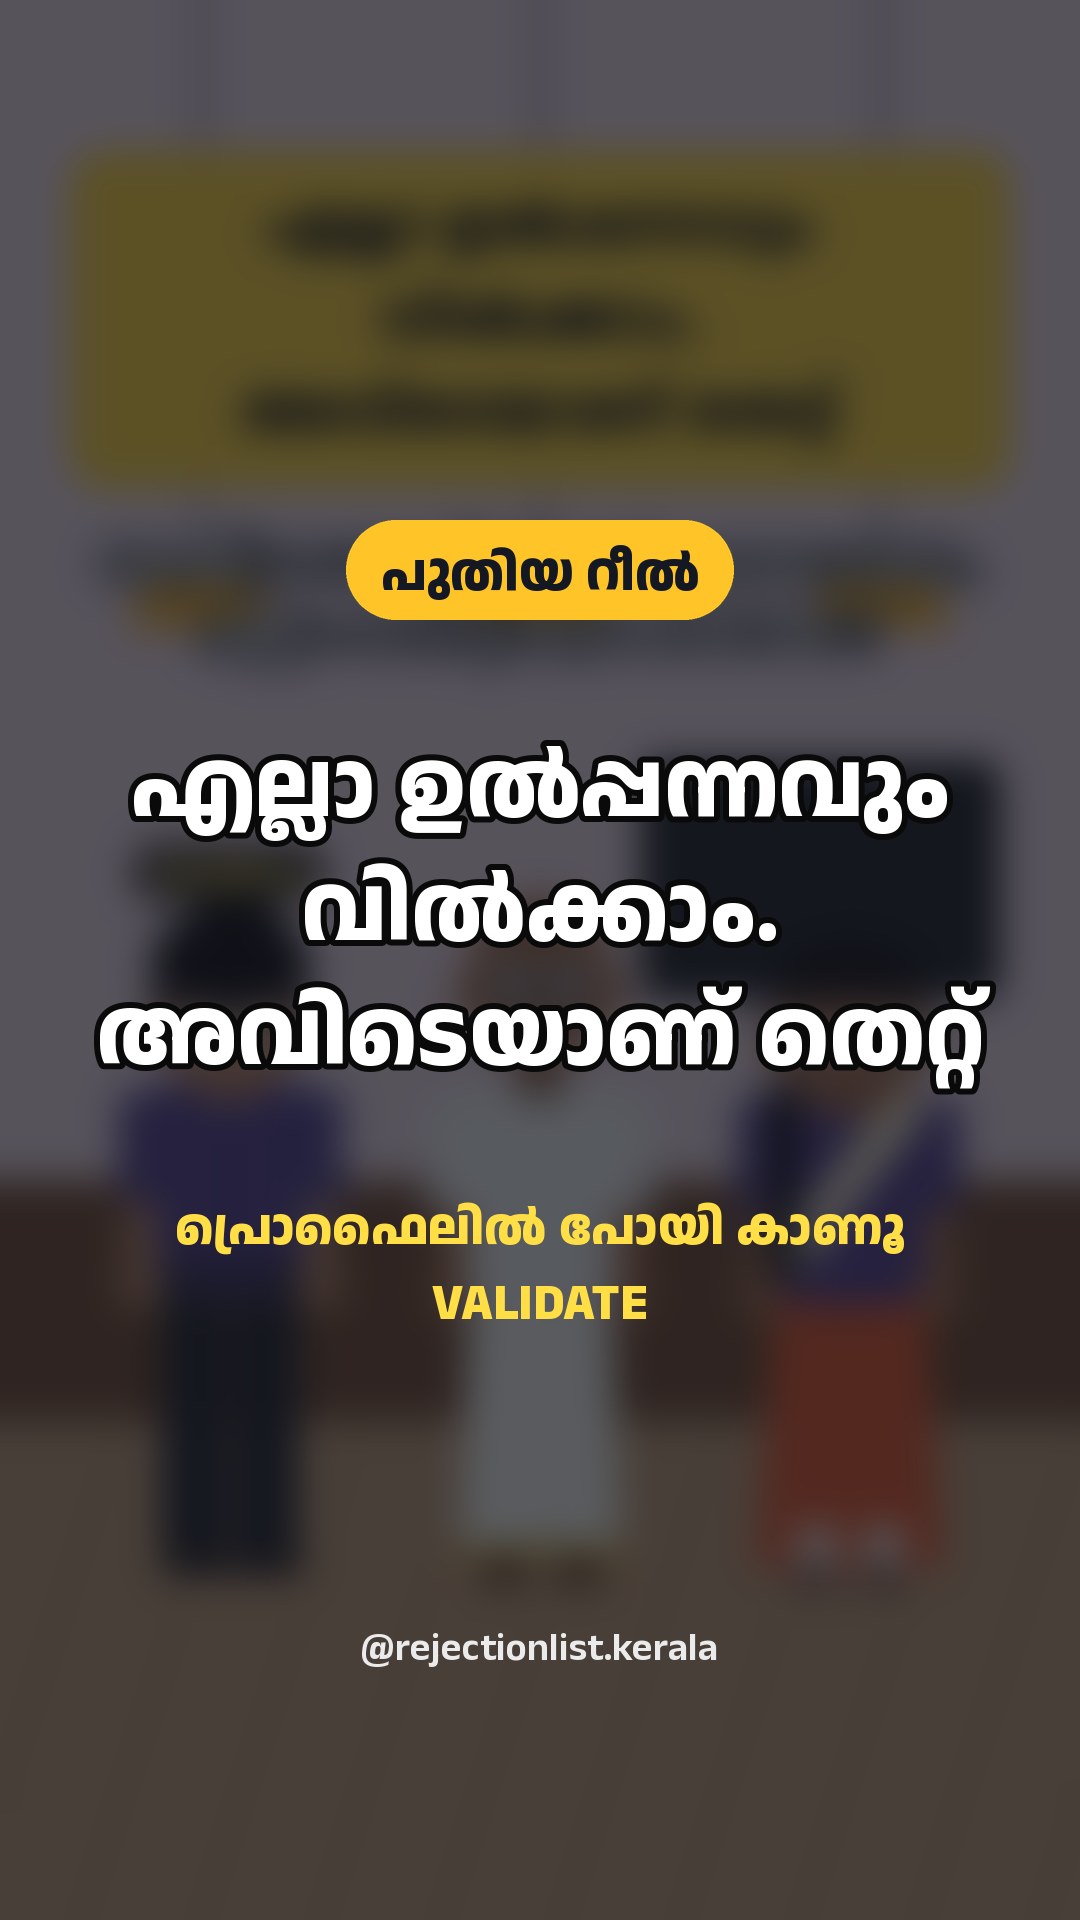 പുതിയ റീൽ
എല്ലാ ഉൽപ്പന്നവും
വിൽക്കാം.
അവിടെയാണ് തെറ്റ്
പ്രൊഫൈലിൽ പോയി കാണൂ
VALIDATE
@rejectionlist.kerala